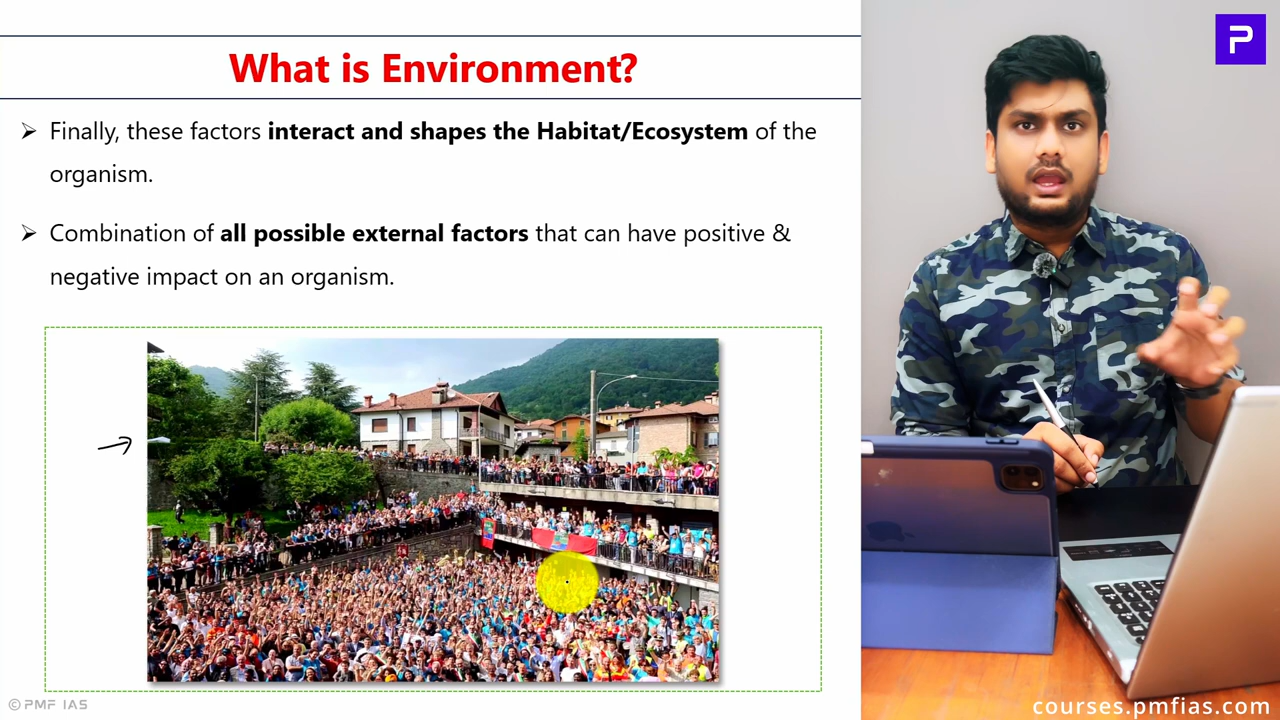 What is Environment?
Finally, these factors interact and shapes the Habitat/Ecosystem of the
organism.
Combination of all possible external factors that can have positive &
negative impact on an organism.
© PMF IAS
P
courses.pmfias.com